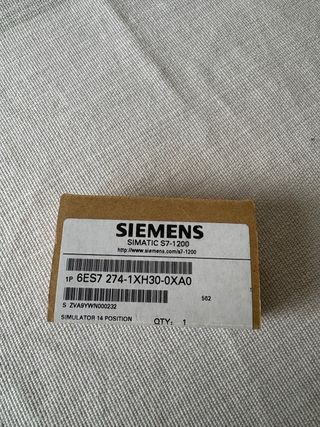 SIEMENS
SIMATIC S7-1200
http://www.siemens.com/s7-1200
1P 6ES7 274-1XH30-0XA0
S02
S ZVA9YWN000232
SIMULATOR 14 POSITION
QTY: 1